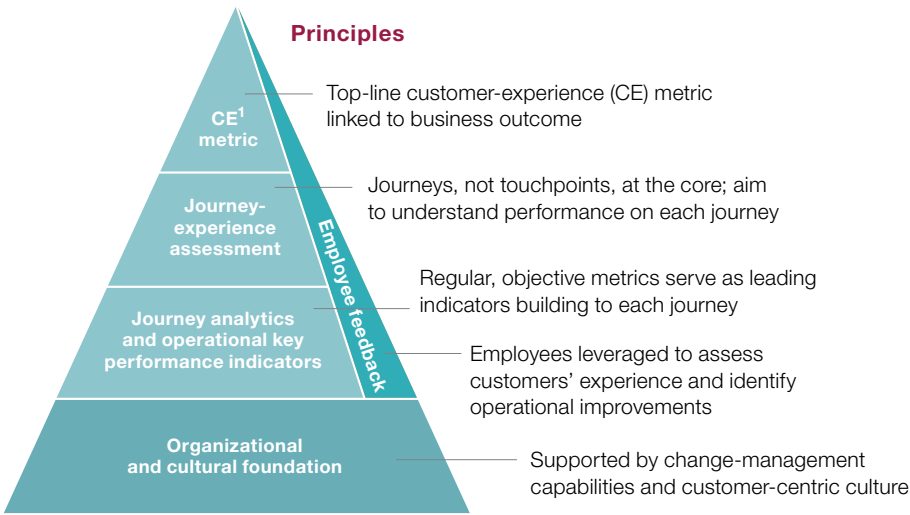 Principles
CE1
metric
Top-line customer-experience (CE) metric
linked to business outcome
Journey-
experience
assessment
Journeys, not touchpoints, at the core; aim
to understand performance on each journey
Employee feedback
Journey analytics
and operational key
performance indicators
Regular, objective metrics serve as leading
indicators building to each journey
Employees leveraged to assess
customers’ experience and identify
operational improvements
Organizational
and cultural foundation
Supported by change-management
capabilities and customer-centric culture